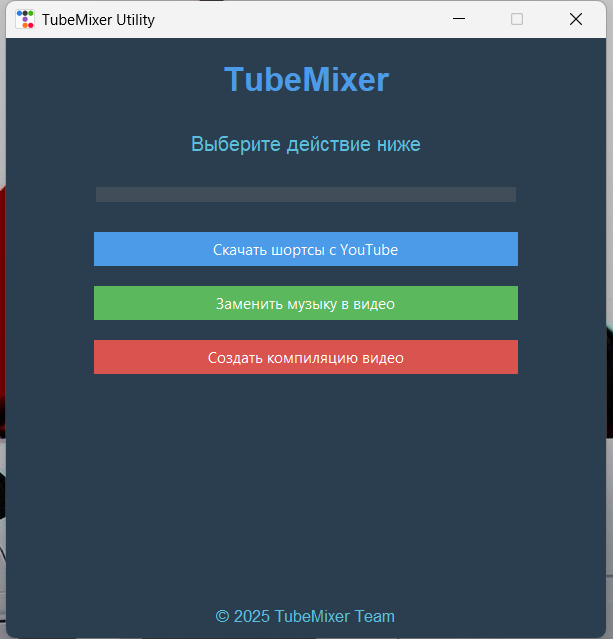 TubeMixer Utility
TubeMixer
Выберите действие ниже
Скачать шортсы с YouTube
Заменить музыку в видео
Создать компиляцию видео
© 2025 TubeMixer Team